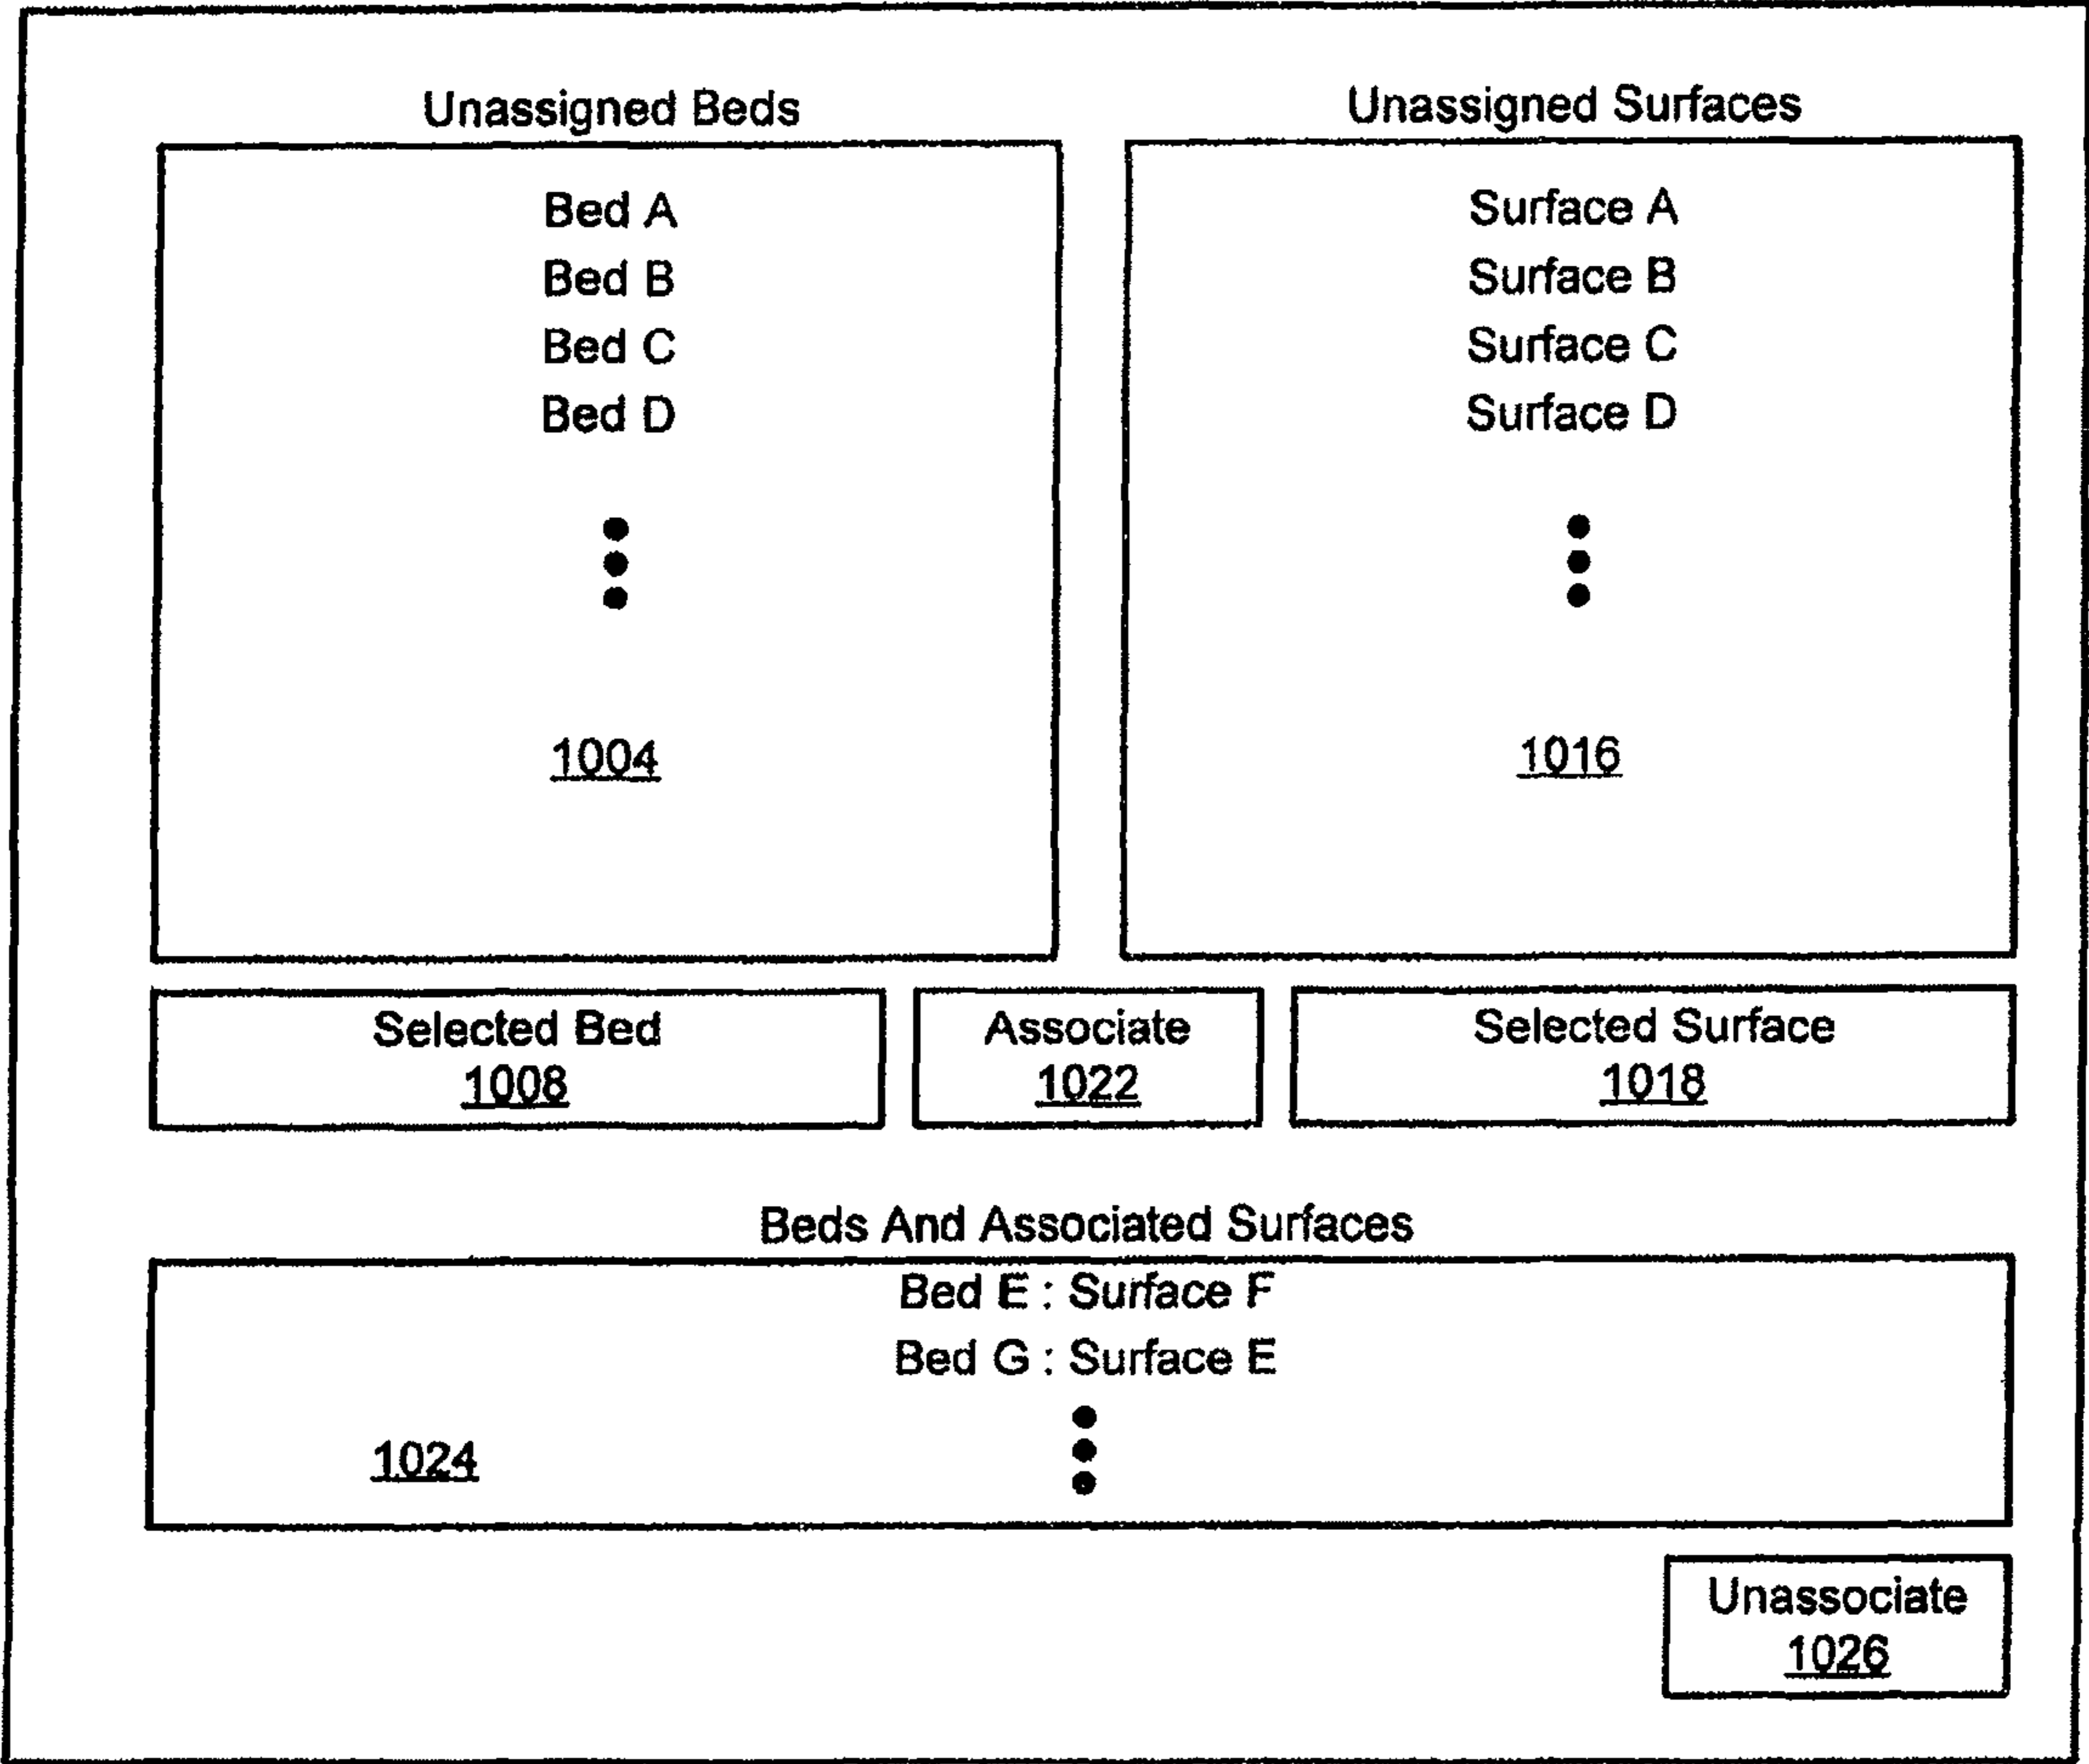 Unassigned Beds
Bed A
Bed B
Bed C
Bed D
1004
Unassigned Surfaces
Surface A
Surface B
Surface C
Surface D
1016
Selected Bed
1008
Associate
1022
Selected Surface
1018
Beds And Associated Surfaces
Bed E : Surface F
Bed G : Surface E
1024
Unassociate
1026